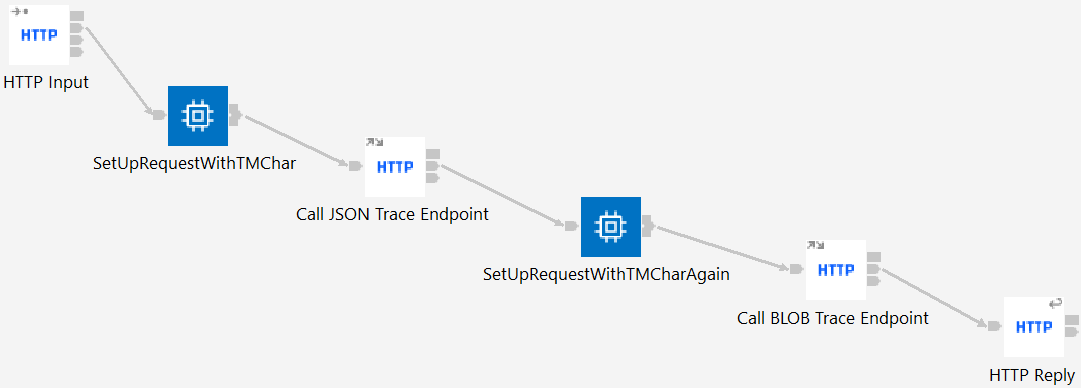 HTTP
HTTP Input
SetUpRequestWithTMChar
HTTP
Call JSON Trace Endpoint
SetUpRequestWithTMCharAgain
HTTP
Call BLOB Trace Endpoint
HTTP
HTTP Reply